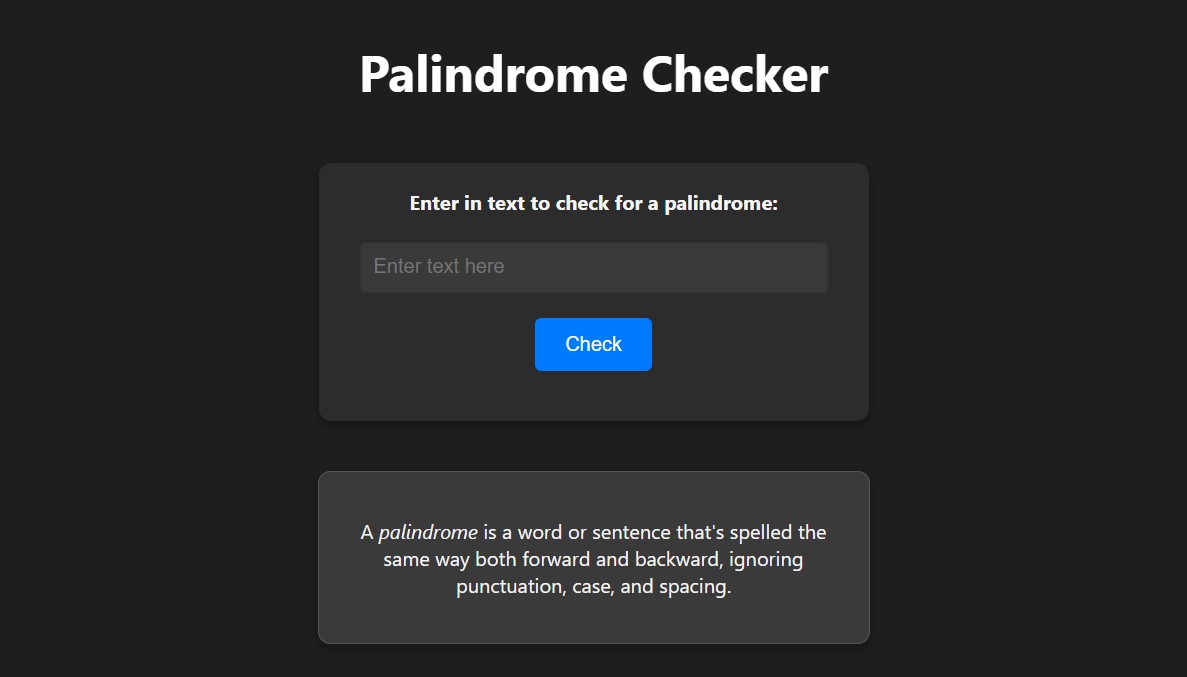 Palindrome Checker
Enter in text to check for a palindrome:
Enter text here
Check
A palindrome is a word or sentence that's spelled the
same way both forward and backward, ignoring
punctuation, case, and spacing.